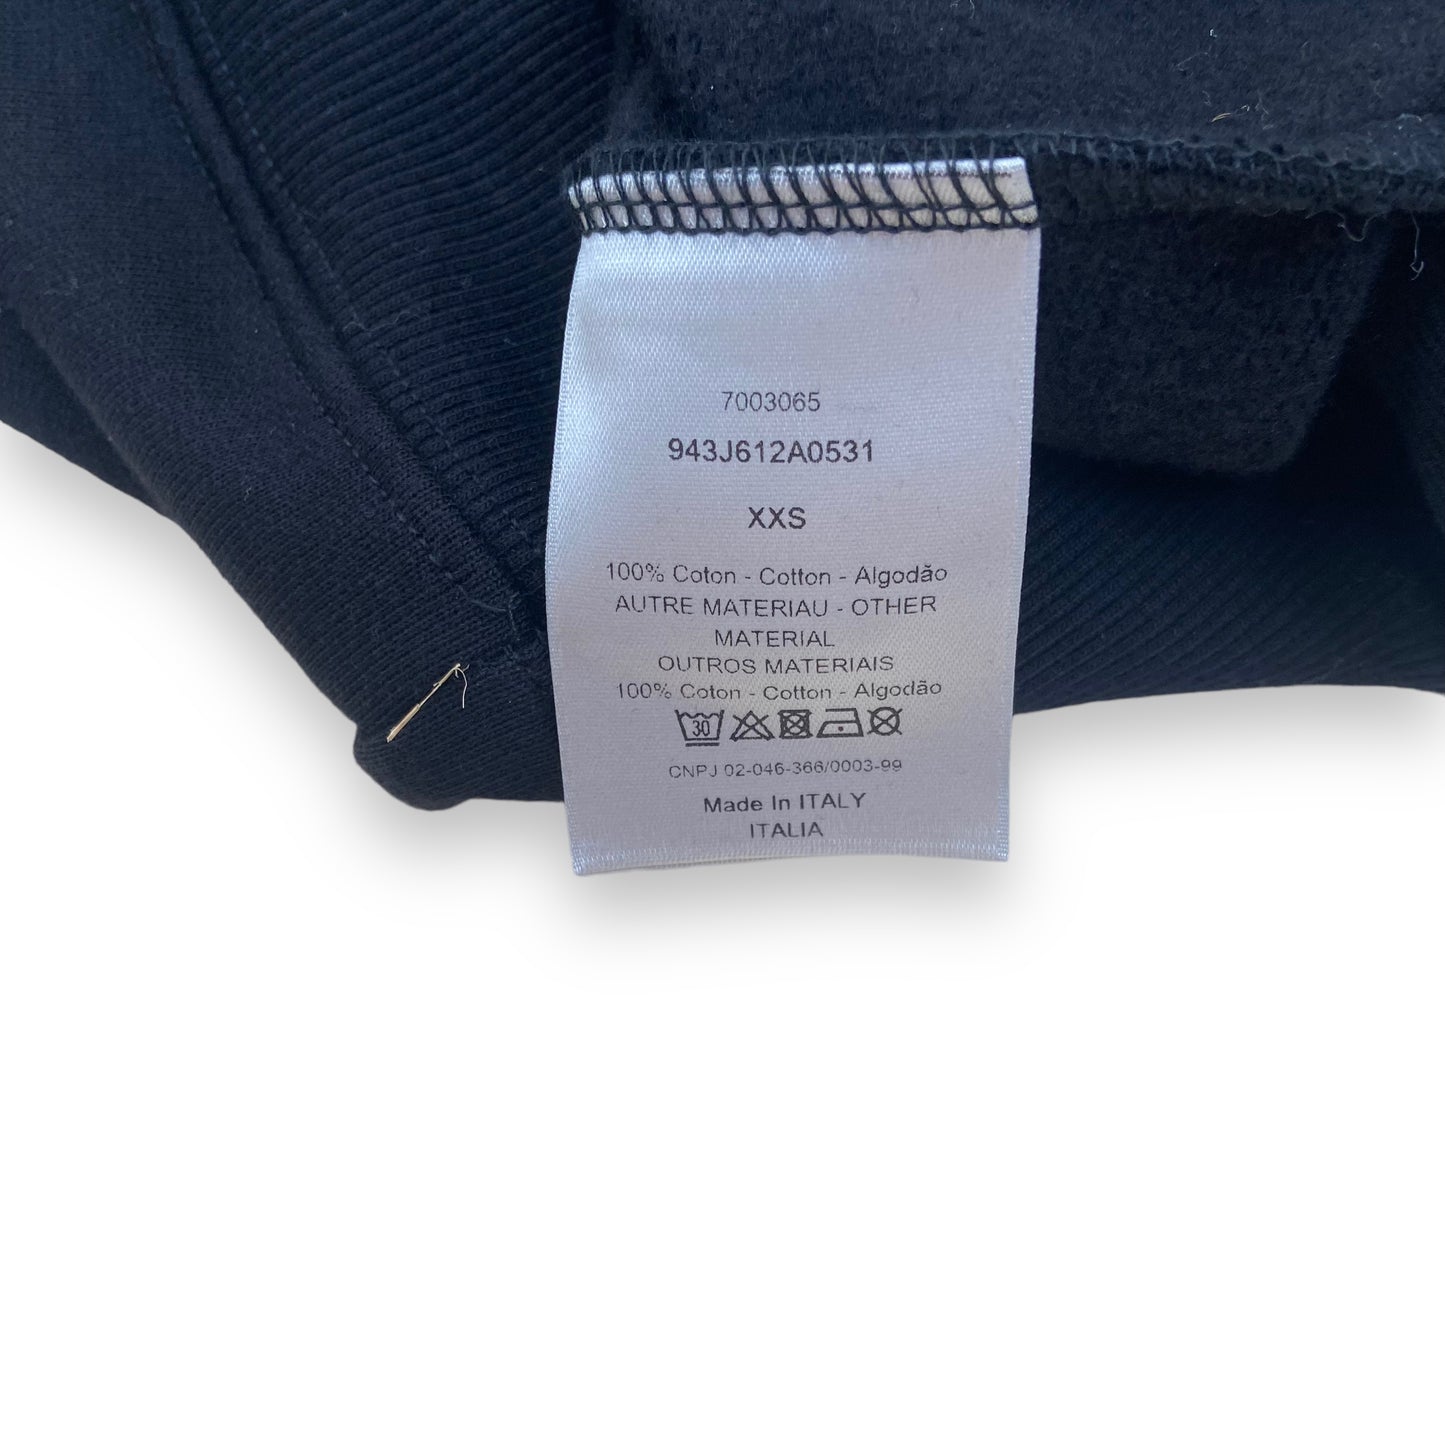 7003065
943J612A0531
XXS
100% Coton - Cotton - Algodão
AUTRE MATERIAU - OTHER
MATERIAL
OUTROS MATERIAIS
100% Coton - Cotton - Algodão
30
CNPJ 02-046-366/0003-99
Made In ITALY
ITALIA